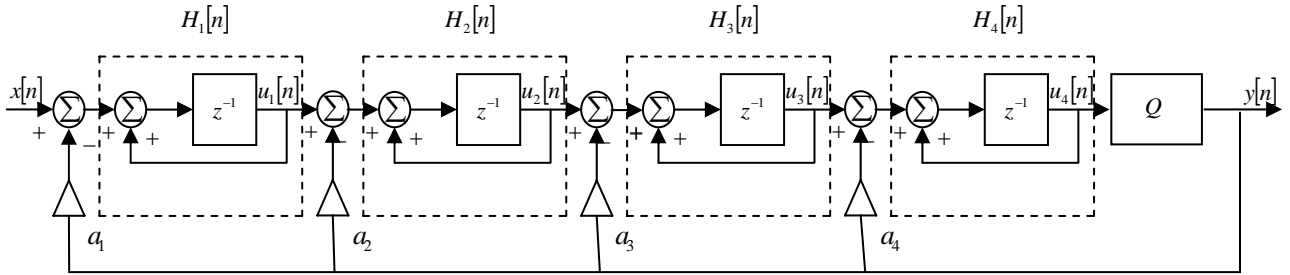 H₁[n] H₂[n] H₃[n] H₄[n]
x[n] Σ Σ z⁻¹ u₁[n] Σ Σ z⁻¹ u₂[n] Σ Σ z⁻¹ u₃[n] Σ Σ z⁻¹ u₄[n] Q y[n]
+ − + + + − + + + − + + + − + +
a₁ a₂ a₃ a₄